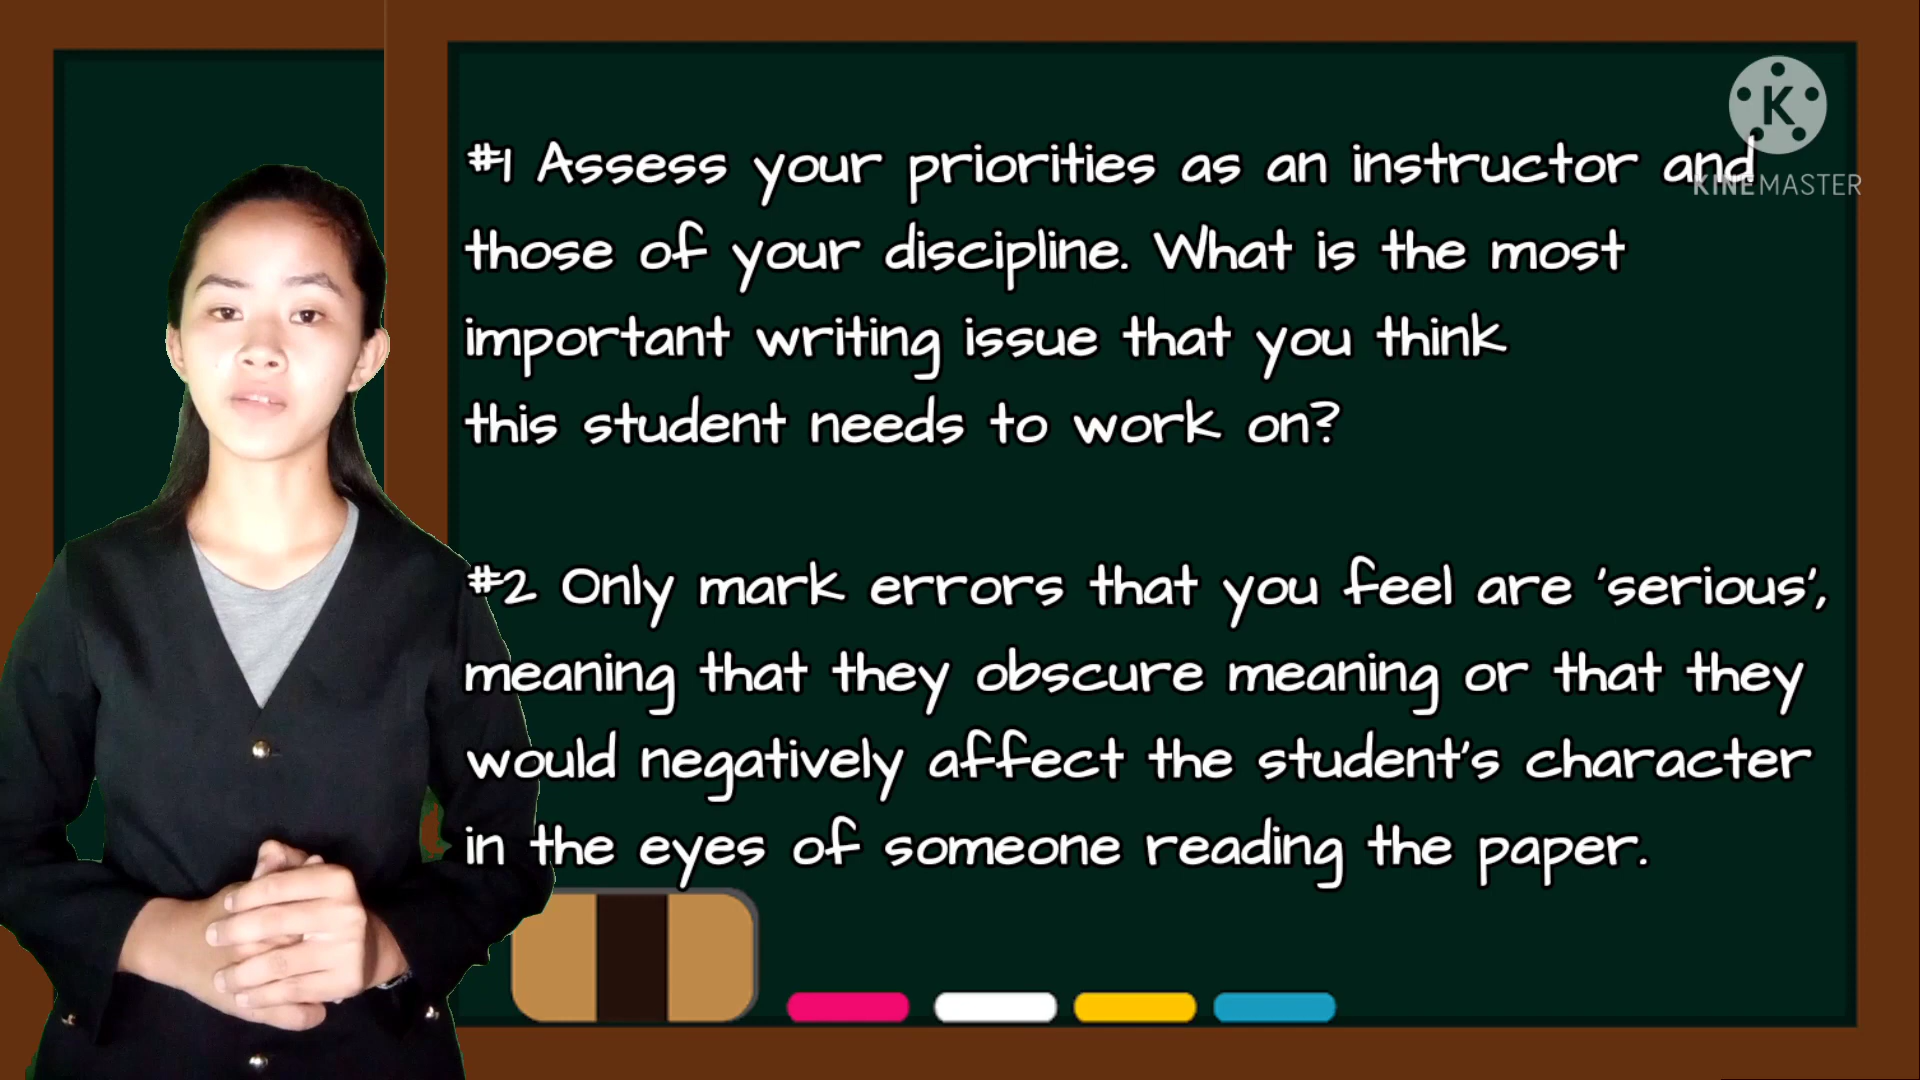 K
KINEMASTER
#1 Assess your priorities as an instructor and
those of your discipline. What is the most
important writing issue that you think
this student needs to work on?
#2 Only mark errors that you feel are 'serious',
meaning that they obscure meaning or that they
would negatively affect the student's character
in the eyes of someone reading the paper.